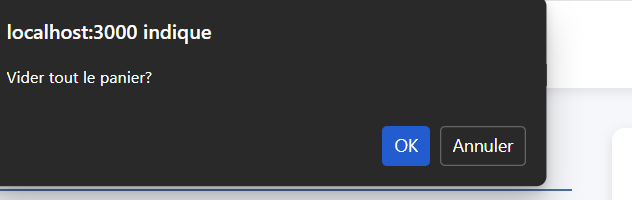 localhost:3000 indique
Vider tout le panier?
OK
Annuler